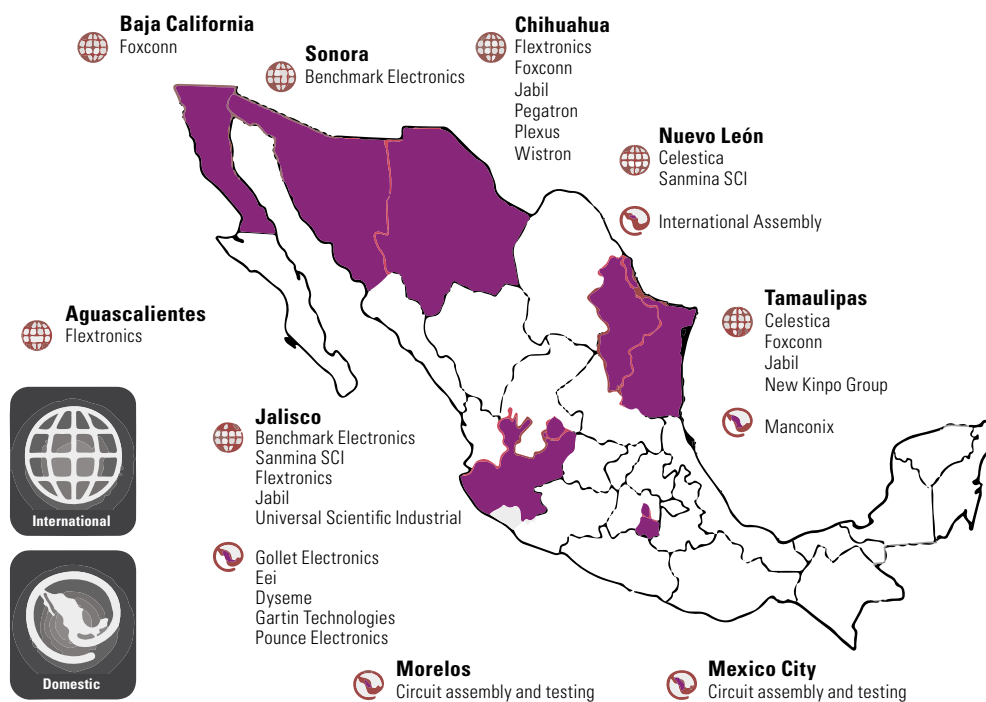 Baja California
Foxconn
Sonora
Benchmark Electronics
Chihuahua
Flextronics
Foxconn
Jabil
Pegatron
Plexus
Wistron
Nuevo León
Celestica
Sanmina SCI
International Assembly
Tamaulipas
Celestica
Foxconn
Jabil
New Kinpo Group
Manconix
Aguascalientes
Flextronics
International
Domestic
Jalisco
Benchmark Electronics
Sanmina SCI
Flextronics
Jabil
Universal Scientific Industrial
Gollet Electronics
Eei
Dyseme
Gartin Technologies
Pounce Electronics
Morelos
Circuit assembly and testing
Mexico City
Circuit assembly and testing